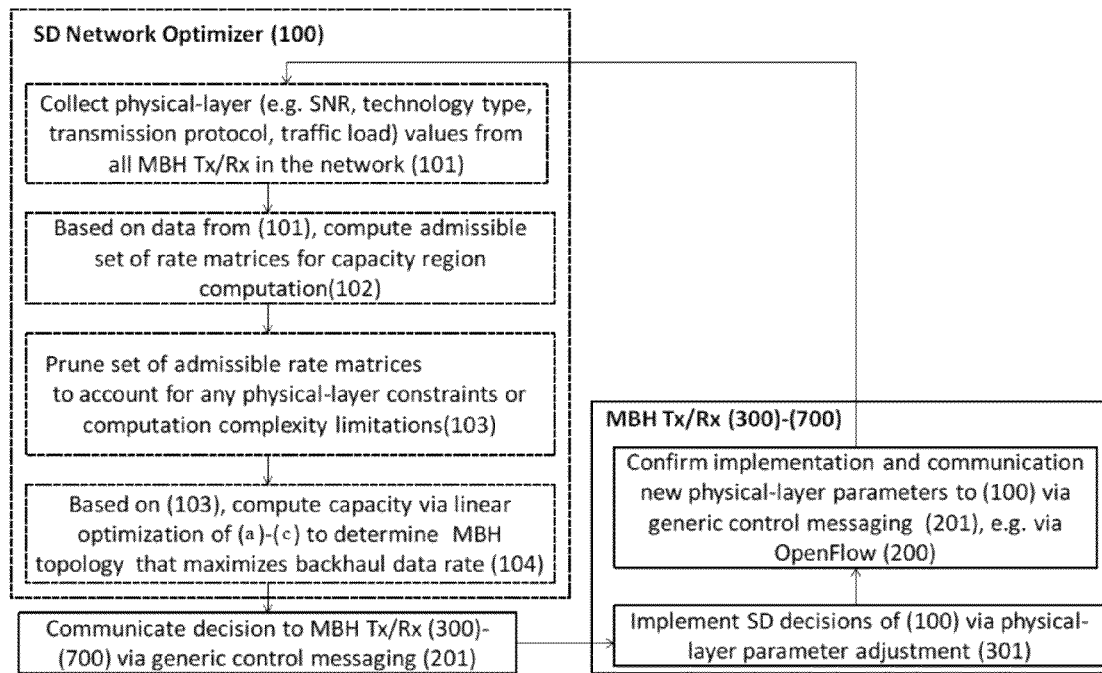 SD Network Optimizer (100)
Collect physical-layer (e.g. SNR, technology type,
transmission protocol, traffic load) values from
all MBH Tx/Rx in the network (101)
Based on data from (101), compute admissible
set of rate matrices for capacity region
computation(102)
Prune set of admissible rate matrices
to account for any physical-layer constraints or
computation complexity limitations(103)
Based on (103), compute capacity via linear
optimization of (a)-(c) to determine MBH
topology that maximizes backhaul data rate (104)
Communicate decision to MBH Tx/Rx (300)-
(700) via generic control messaging (201)
MBH Tx/Rx (300)-(700)
Confirm implementation and communication
new physical-layer parameters to (100) via
generic control messaging (201), e.g. via
OpenFlow (200)
Implement SD decisions of (100) via physical-
layer parameter adjustment (301)